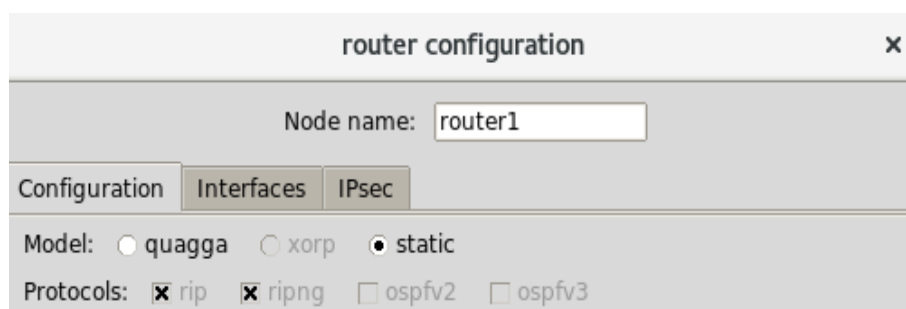 router configuration
Node name: router1
Configuration Interfaces IPsec
Model: quagga xorp static
Protocols: rip ripng ospfv2 ospfv3